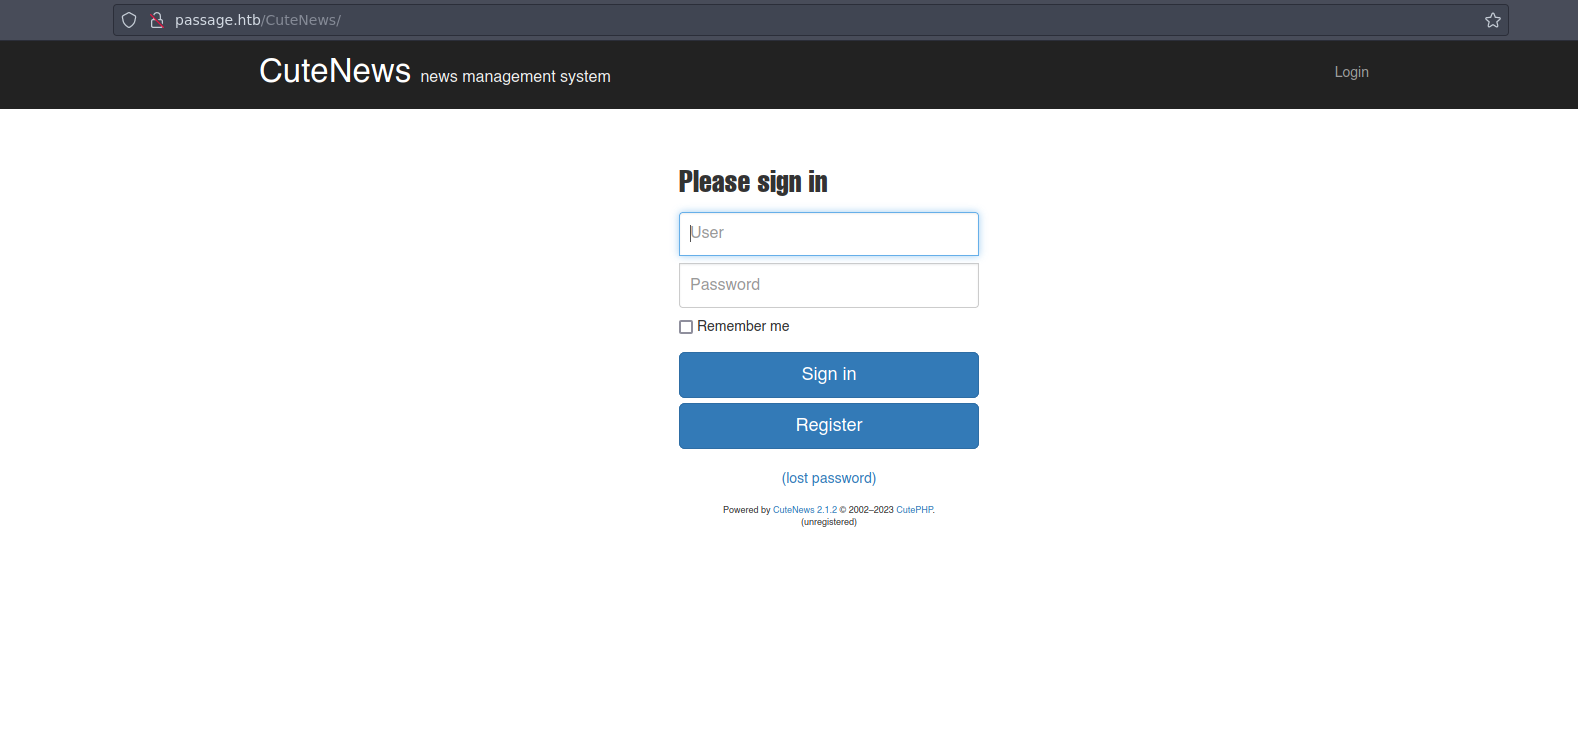 passage.htb/CuteNews/
CuteNews news management system
Login
Please sign in
User
Password
Remember me
Sign in
Register
(lost password)
Powered by CuteNews 2.1.2 © 2002–2023 CutePHP.
(unregistered)